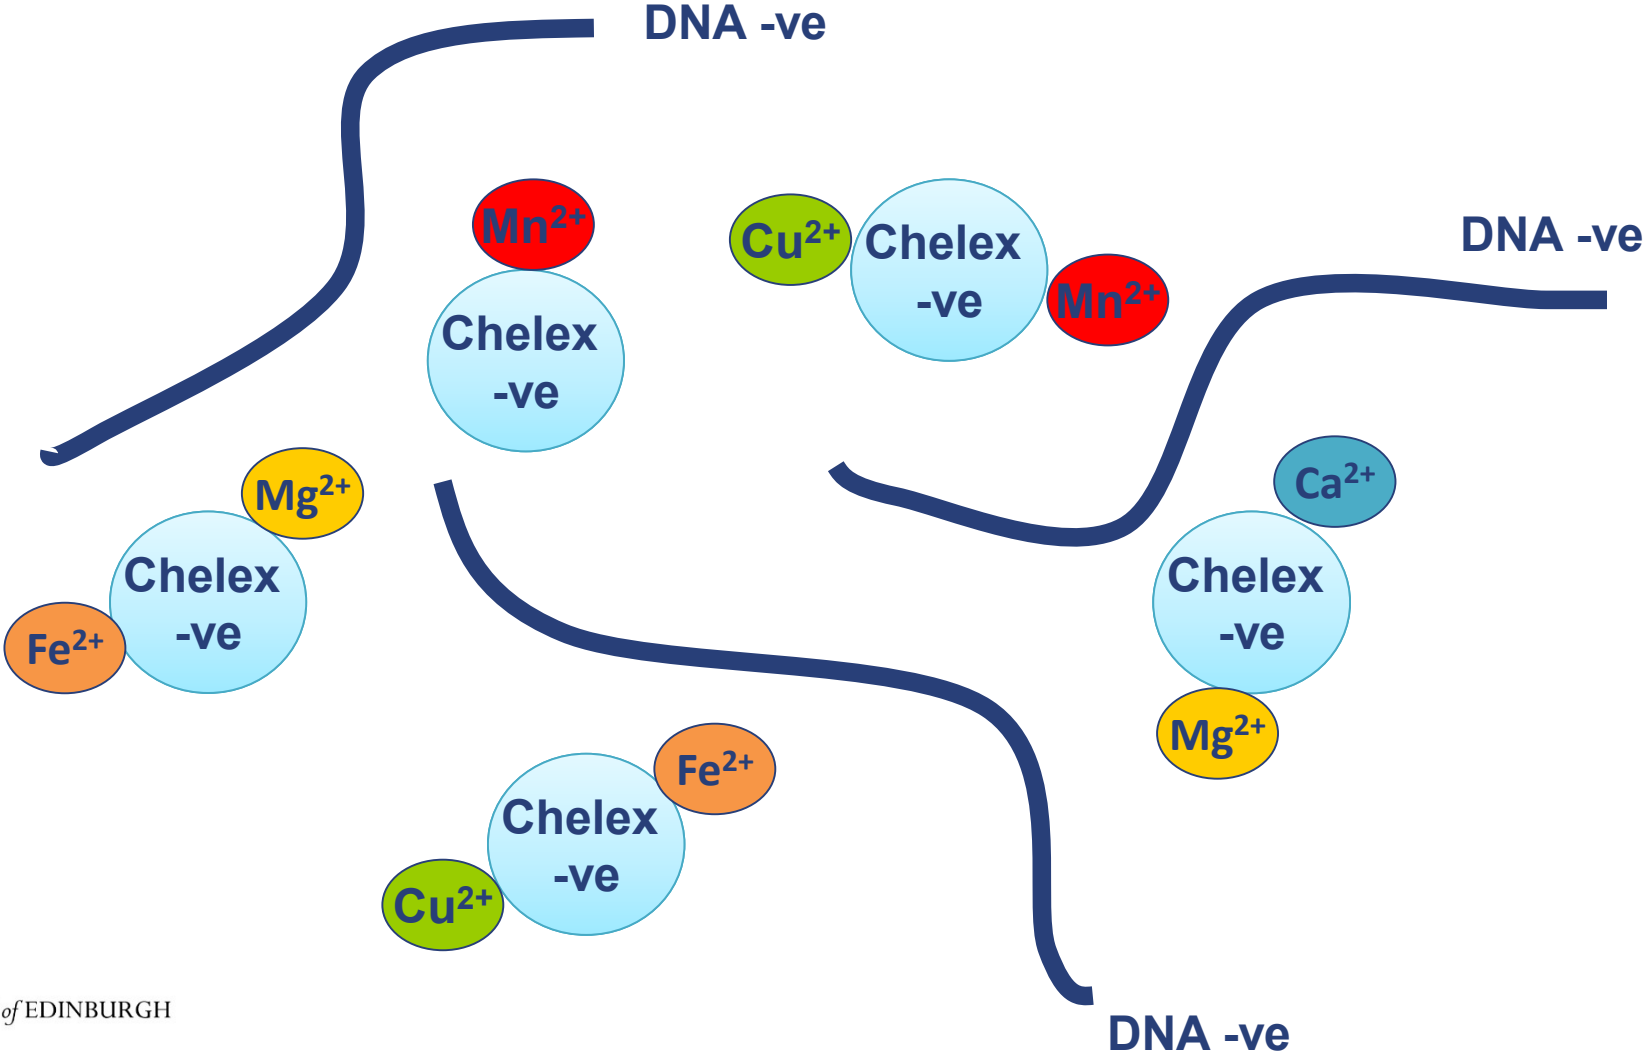 DNA -ve
Mn²⁺
Chelex
-ve
Cu²⁺
Chelex
-ve
Mn²⁺
DNA -ve
Mg²⁺
Chelex
-ve
Fe²⁺
Ca²⁺
Chelex
-ve
Mg²⁺
Fe²⁺
Chelex
-ve
Cu²⁺
of EDINBURGH
DNA -ve